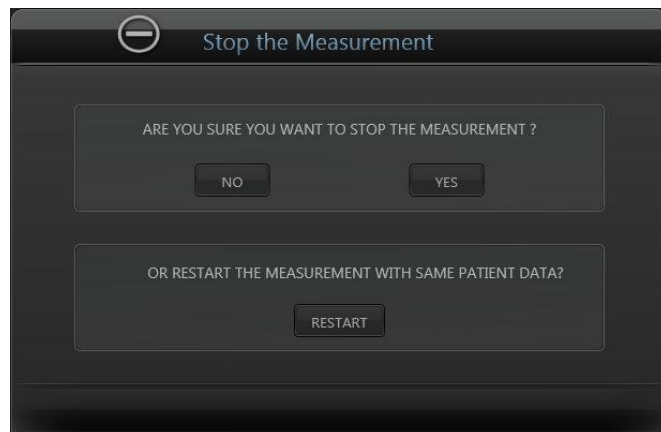 Stop the Measurement
ARE YOU SURE YOU WANT TO STOP THE MEASUREMENT ?
NO YES
OR RESTART THE MEASUREMENT WITH SAME PATIENT DATA?
RESTART